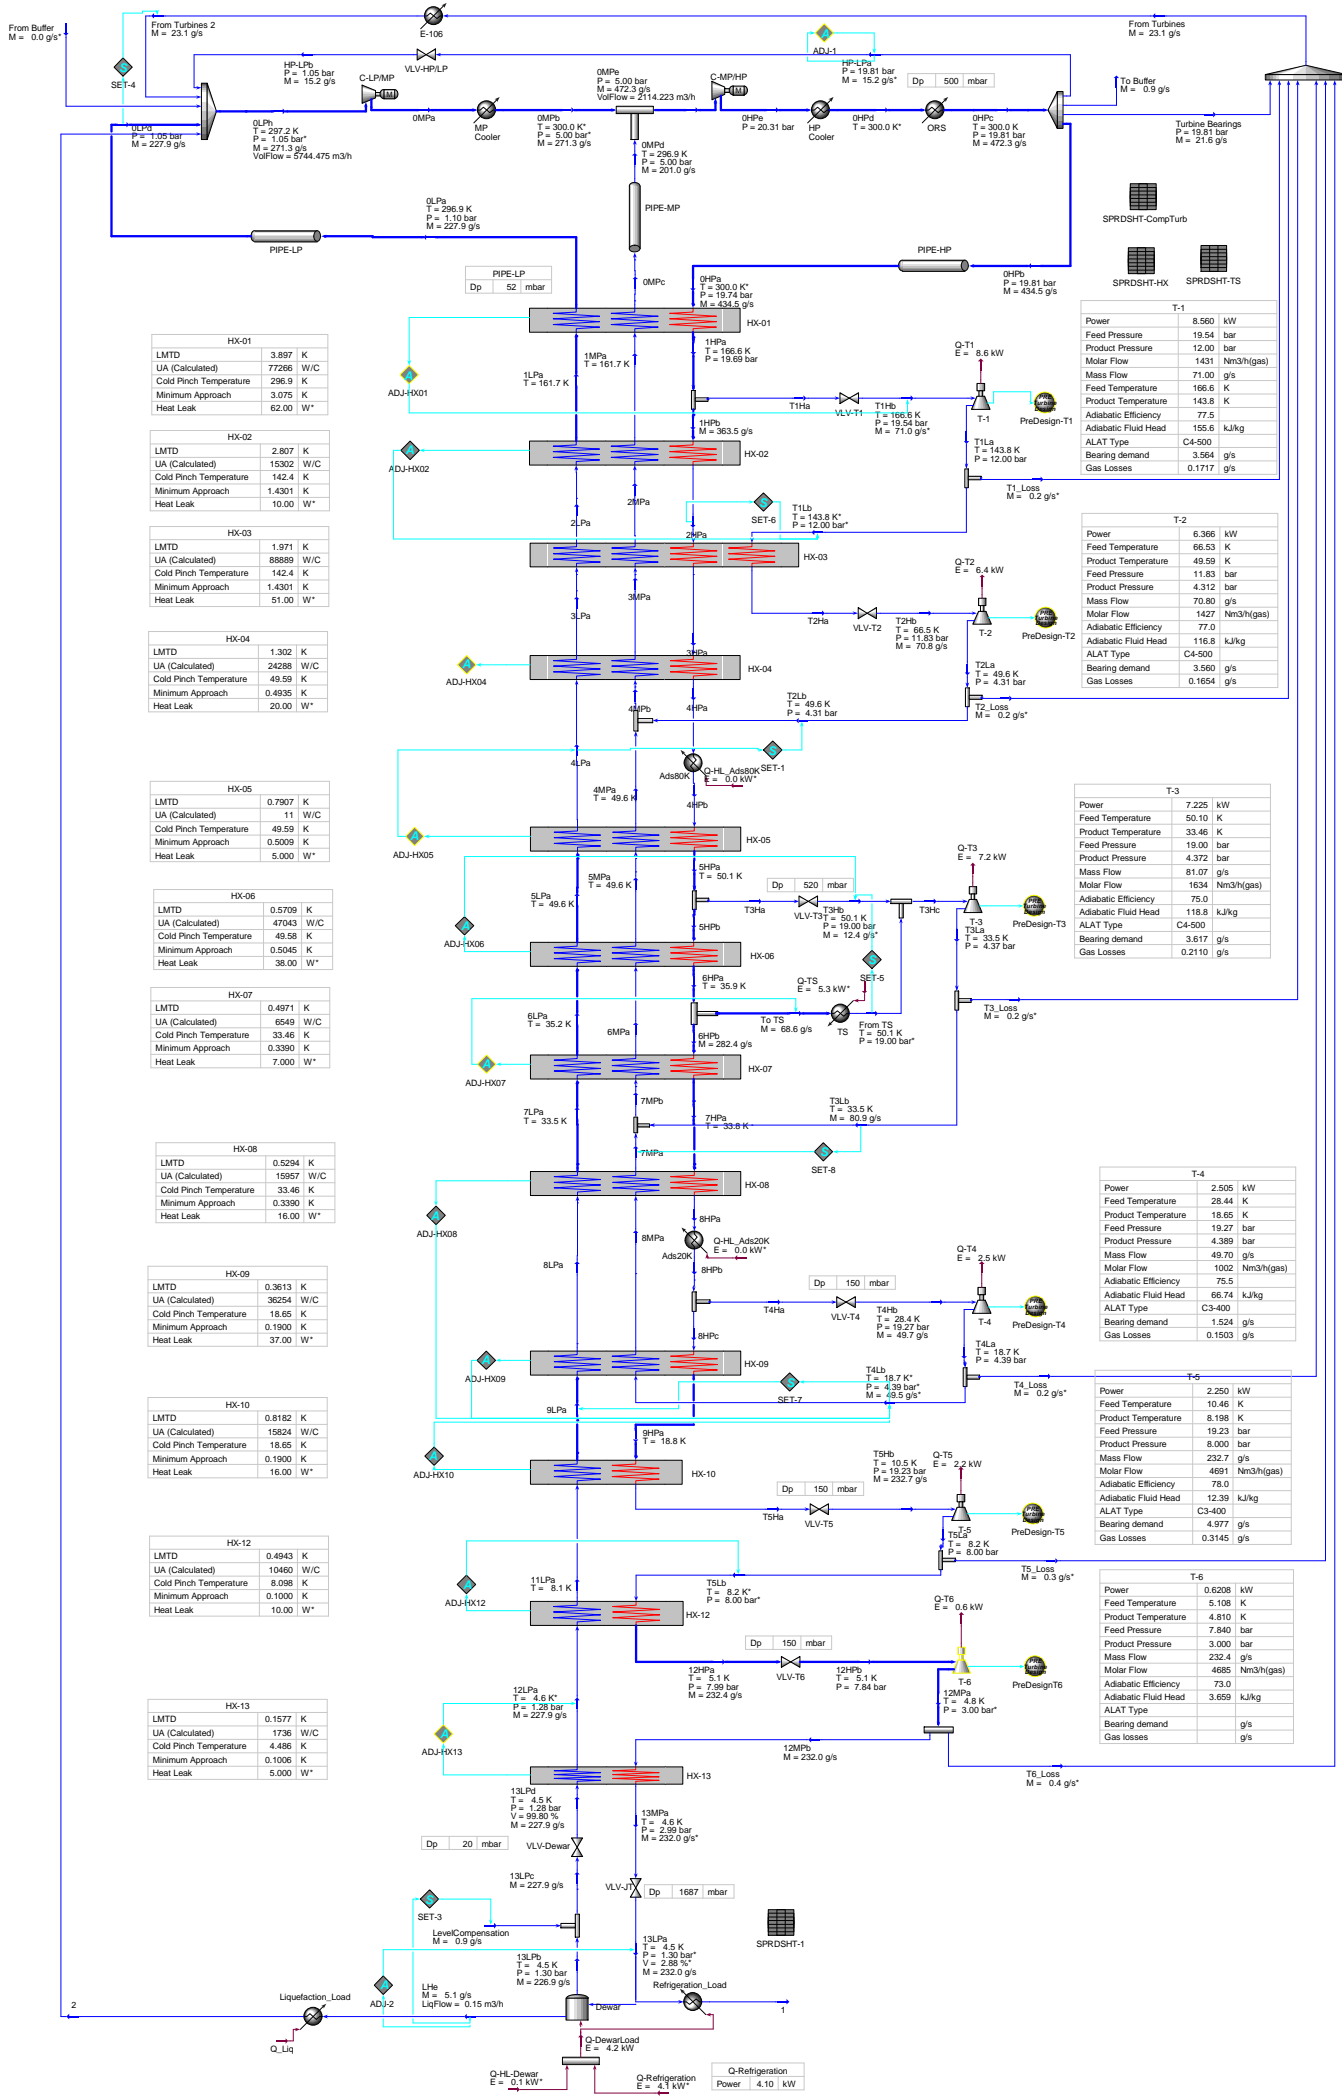 From Buffer
M = 0.0 g/s*
SET-4
From Turbines 2
M = 23.1 g/s
E-106
VLV-HP/LP
ADJ-1
From Turbines
M = 23.1 g/s
HP-LPb
P = 1.05 bar
M = 15.2 g/s
C-LP/MP
0MPe
P = 5.00 bar
M = 472.3 g/s
VolFlow = 2114.223 m3/h
C-MP/HP
HP-LPa
P = 19.81 bar
M = 15.2 g/s*
Dp 500 mbar
To Buffer
M = 0.9 g/s
0LPd
P = 1.05 bar
M = 227.9 g/s
0LPh
T = 297.2 K
P = 1.05 bar*
M = 271.3 g/s
VolFlow = 5744.475 m3/h
0MPa
MP
Cooler
0MPb
T = 300.0 K*
P = 5.00 bar*
M = 271.3 g/s
0HPe
P = 20.31 bar
HP
Cooler
0HPd
T = 300.0 K*
ORS
0HPc
T = 300.0 K
P = 19.81 bar
M = 472.3 g/s
Turbine Bearings
P = 19.81 bar
M = 21.6 g/s
0MPd
T = 296.9 K
P = 5.00 bar
M = 201.0 g/s
PIPE-MP
SPRDSHT-CompTurb
0LPa
T = 296.9 K
P = 1.10 bar
M = 227.9 g/s
PIPE-LP
PIPE-HP
0HPb
P = 19.81 bar
M = 434.5 g/s
SPRDSHT-HX
SPRDSHT-TS
PIPE-LP
Dp 52 mbar
0MPc
0HPa
T = 300.0 K*
P = 19.74 bar
M = 434.5 g/s
HX-01
HX-01
LMTD 3.897 K
UA (Calculated) 77266 W/C
Cold Pinch Temperature 296.9 K
Minimum Approach 3.075 K
Heat Leak 62.00 W*
ADJ-HX01
1LPa
T = 161.7 K
1MPa
T = 161.7 K
1HPa
T = 166.6 K
P = 19.69 bar
T1Ha
VLV-T1
T1Hb
T = 166.6 K
P = 19.54 bar
M = 71.0 g/s*
Q-T1
E = 8.6 kW
T-1
PreDesign-T1
T-1
Power 8.560 kW
Feed Pressure 19.54 bar
Product Pressure 12.00 bar
Molar Flow 1431 Nm3/h(gas)
Mass Flow 71.00 g/s
Feed Temperature 166.6 K
Product Temperature 143.8 K
Adiabatic Efficiency 77.5
Adiabatic Fluid Head 155.6 kJ/kg
ALAT Type C4-500
Bearing demand 3.564 g/s
Gas Losses 0.1717 g/s
HX-02
LMTD 2.807 K
UA (Calculated) 15302 W/C
Cold Pinch Temperature 142.4 K
Minimum Approach 1.4301 K
Heat Leak 10.00 W*
ADJ-HX02
1HPb
M = 363.5 g/s
HX-02
T1La
T = 143.8 K
P = 12.00 bar
T1_Loss
M = 0.2 g/s*
2LPa
2MPa
2HPa
SET-6
T1Lb
T = 143.8 K*
P = 12.00 bar*
HX-03
HX-03
LMTD 1.971 K
UA (Calculated) 88889 W/C
Cold Pinch Temperature 142.4 K
Minimum Approach 1.4301 K
Heat Leak 51.00 W*
3LPa
3MPa
3HPa
T2Ha
VLV-T2
T2Hb
T = 66.5 K
P = 11.83 bar
M = 70.8 g/s
Q-T2
E = 6.4 kW
T-2
PreDesign-T2
T-2
Power 6.366 kW
Feed Temperature 66.53 K
Product Temperature 49.59 K
Feed Pressure 11.83 bar
Product Pressure 4.312 bar
Mass Flow 70.80 g/s
Molar Flow 1427 Nm3/h(gas)
Adiabatic Efficiency 77.0
Adiabatic Fluid Head 116.8 kJ/kg
ALAT Type C4-500
Bearing demand 3.560 g/s
Gas Losses 0.1654 g/s
HX-04
LMTD 1.302 K
UA (Calculated) 24288 W/C
Cold Pinch Temperature 49.59 K
Minimum Approach 0.4935 K
Heat Leak 20.00 W*
ADJ-HX04
HX-04
T2La
T = 49.6 K
P = 4.31 bar
T2_Loss
M = 0.2 g/s*
4MPb
4HPa
T2Lb
T = 49.6 K
P = 4.31 bar
SET-1
4LPa
Ads80K
Q-HL_Ads80K
E = 0.0 kW*
4MPa
T = 49.6 K
4HPb
HX-05
LMTD 0.7907 K
UA (Calculated) 11 W/C
Cold Pinch Temperature 49.59 K
Minimum Approach 0.5009 K
Heat Leak 5.000 W*
ADJ-HX05
HX-05
T-3
Power 7.225 kW
Feed Temperature 50.10 K
Product Temperature 33.46 K
Feed Pressure 19.00 bar
Product Pressure 4.372 bar
Mass Flow 81.07 g/s
Molar Flow 1634 Nm3/h(gas)
Adiabatic Efficiency 75.0
Adiabatic Fluid Head 118.8 kJ/kg
ALAT Type C4-500
Bearing demand 3.617 g/s
Gas Losses 0.2110 g/s
5LPa
T = 49.6 K
5MPa
T = 49.6 K
5HPa
T = 50.1 K
Dp 520 mbar
T3Ha
VLV-T3
T3Hb
T = 50.1 K
P = 19.00 bar
M = 12.4 g/s*
T3Hc
Q-T3
E = 7.2 kW
T-3
PreDesign-T3
T3La
T = 33.5 K
P = 4.37 bar
5HPb
HX-06
LMTD 0.5709 K
UA (Calculated) 47043 W/C
Cold Pinch Temperature 49.58 K
Minimum Approach 0.5045 K
Heat Leak 38.00 W*
ADJ-HX06
HX-06
SET-5
6LPa
T = 35.2 K
6MPa
6HPa
T = 35.9 K
Q-TS
E = 5.3 kW*
To TS
M = 68.6 g/s
TS
From TS
T = 50.1 K
P = 19.00 bar*
T3_Loss
M = 0.2 g/s*
6HPb
M = 282.4 g/s
HX-07
LMTD 0.4971 K
UA (Calculated) 6549 W/C
Cold Pinch Temperature 33.46 K
Minimum Approach 0.3390 K
Heat Leak 7.000 W*
ADJ-HX07
HX-07
7LPa
T = 33.5 K
7MPb
7HPa
T = 33.8 K
T3Lb
T = 33.5 K
M = 80.9 g/s
7MPa
SET-8
HX-08
LMTD 0.5294 K
UA (Calculated) 15957 W/C
Cold Pinch Temperature 33.46 K
Minimum Approach 0.3390 K
Heat Leak 16.00 W*
ADJ-HX08
HX-08
8LPa
8MPa
8HPa
Ads20K
Q-HL_Ads20K
E = 0.0 kW*
8HPb
T-4
Power 2.505 kW
Feed Temperature 28.44 K
Product Temperature 18.65 K
Feed Pressure 19.27 bar
Product Pressure 4.389 bar
Mass Flow 49.70 g/s
Molar Flow 1002 Nm3/h(gas)
Adiabatic Efficiency 75.5
Adiabatic Fluid Head 66.74 kJ/kg
ALAT Type C3-400
Bearing demand 1.524 g/s
Gas Losses 0.1503 g/s
Dp 150 mbar
T4Ha
VLV-T4
T4Hb
T = 28.4 K
P = 19.27 bar
M = 49.7 g/s
Q-T4
E = 2.5 kW
T-4
PreDesign-T4
8HPc
HX-09
LMTD 0.3613 K
UA (Calculated) 36254 W/C
Cold Pinch Temperature 18.65 K
Minimum Approach 0.1900 K
Heat Leak 37.00 W*
ADJ-HX09
HX-09
T4La
T = 18.7 K
P = 4.39 bar
T4_Loss
M = 0.2 g/s*
T4Lb
T = 18.7 K*
P = 4.39 bar*
M = 49.5 g/s*
SET-7
9LPa
9HPa
T = 18.8 K
HX-10
LMTD 0.8182 K
UA (Calculated) 15824 W/C
Cold Pinch Temperature 18.65 K
Minimum Approach 0.1900 K
Heat Leak 16.00 W*
ADJ-HX10
HX-10
T-5
Power 2.250 kW
Feed Temperature 10.46 K
Product Temperature 8.198 K
Feed Pressure 19.23 bar
Product Pressure 8.000 bar
Mass Flow 232.7 g/s
Molar Flow 4691 Nm3/h(gas)
Adiabatic Efficiency 78.0
Adiabatic Fluid Head 12.39 kJ/kg
ALAT Type C3-400
Bearing demand 4.977 g/s
Gas Losses 0.3145 g/s
Dp 150 mbar
T5Ha
VLV-T5
T5Hb
T = 10.5 K
P = 19.23 bar
M = 232.7 g/s
Q-T5
E = 2.2 kW
T-5
PreDesign-T5
T5La
T = 8.2 K
P = 8.00 bar
T5_Loss
M = 0.3 g/s*
HX-12
LMTD 0.4943 K
UA (Calculated) 10460 W/C
Cold Pinch Temperature 8.098 K
Minimum Approach 0.1000 K
Heat Leak 10.00 W*
ADJ-HX12
11LPa
T = 8.1 K
T5Lb
T = 8.2 K*
P = 8.00 bar*
HX-12
T-6
Power 0.6208 kW
Feed Temperature 5.108 K
Product Temperature 4.810 K
Feed Pressure 7.840 bar
Product Pressure 3.000 bar
Mass Flow 232.4 g/s
Molar Flow 4685 Nm3/h(gas)
Adiabatic Efficiency 73.0
Adiabatic Fluid Head 3.659 kJ/kg
ALAT Type
Bearing demand g/s
Gas losses g/s
Dp 150 mbar
12HPa
T = 5.1 K
P = 7.99 bar
M = 232.4 g/s
VLV-T6
12HPb
T = 5.1 K
P = 7.84 bar
Q-T6
E = 0.6 kW
T-6
PreDesignT6
12MPa
T = 4.8 K
P = 3.00 bar*
12LPa
T = 4.6 K*
P = 1.28 bar
M = 227.9 g/s
12MPb
M = 232.0 g/s
T6_Loss
M = 0.4 g/s*
HX-13
LMTD 0.1577 K
UA (Calculated) 1736 W/C
Cold Pinch Temperature 4.486 K
Minimum Approach 0.1006 K
Heat Leak 5.000 W*
ADJ-HX13
HX-13
13LPd
T = 4.5 K
P = 1.28 bar
V = 99.80 %
M = 227.9 g/s
13MPa
T = 4.6 K
P = 2.99 bar
M = 232.0 g/s*
Dp 20 mbar
VLV-Dewar
13LPc
M = 227.9 g/s
VLV-JT
Dp 1687 mbar
SET-3
LevelCompensation
M = 0.9 g/s
SPRDSHT-1
13LPb
T = 4.5 K
P = 1.30 bar
M = 226.9 g/s
13LPa
T = 4.5 K
P = 1.30 bar*
V = 2.88 %*
M = 232.0 g/s
ADJ-2
LHe
M = 5.1 g/s
LiqFlow = 0.15 m3/h
Liquefaction_Load
2
Dewar
Refrigeration_Load
1
Q_Liq
Q-DewarLoad
E = 4.2 kW
Q-HL-Dewar
E = 0.1 kW*
Q-Refrigeration
E = 4.1 kW*
Q-Refrigeration
Power 4.10 kW